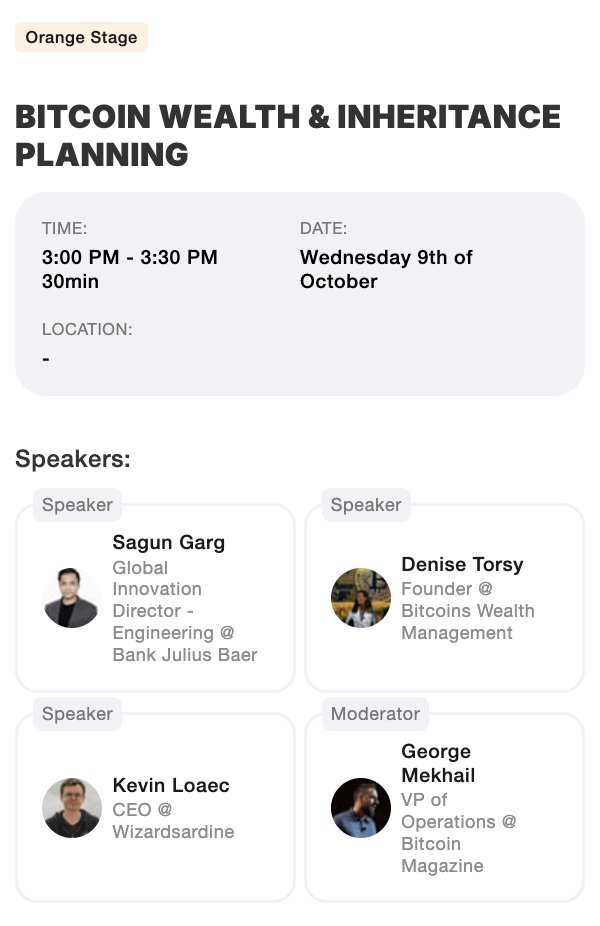 Orange Stage
BITCOIN WEALTH & INHERITANCE
PLANNING
TIME:
3:00 PM - 3:30 PM
30min
DATE:
Wednesday 9th of
October
LOCATION:
-
Speakers:
Speaker
Sagun Garg
Global
Innovation
Director -
Engineering @
Bank Julius Baer
Speaker
Denise Torsy
Founder @
Bitcoins Wealth
Management
Speaker
Kevin Loaec
CEO @
Wizardsardine
Moderator
George
Mekhail
VP of
Operations @
Bitcoin
Magazine